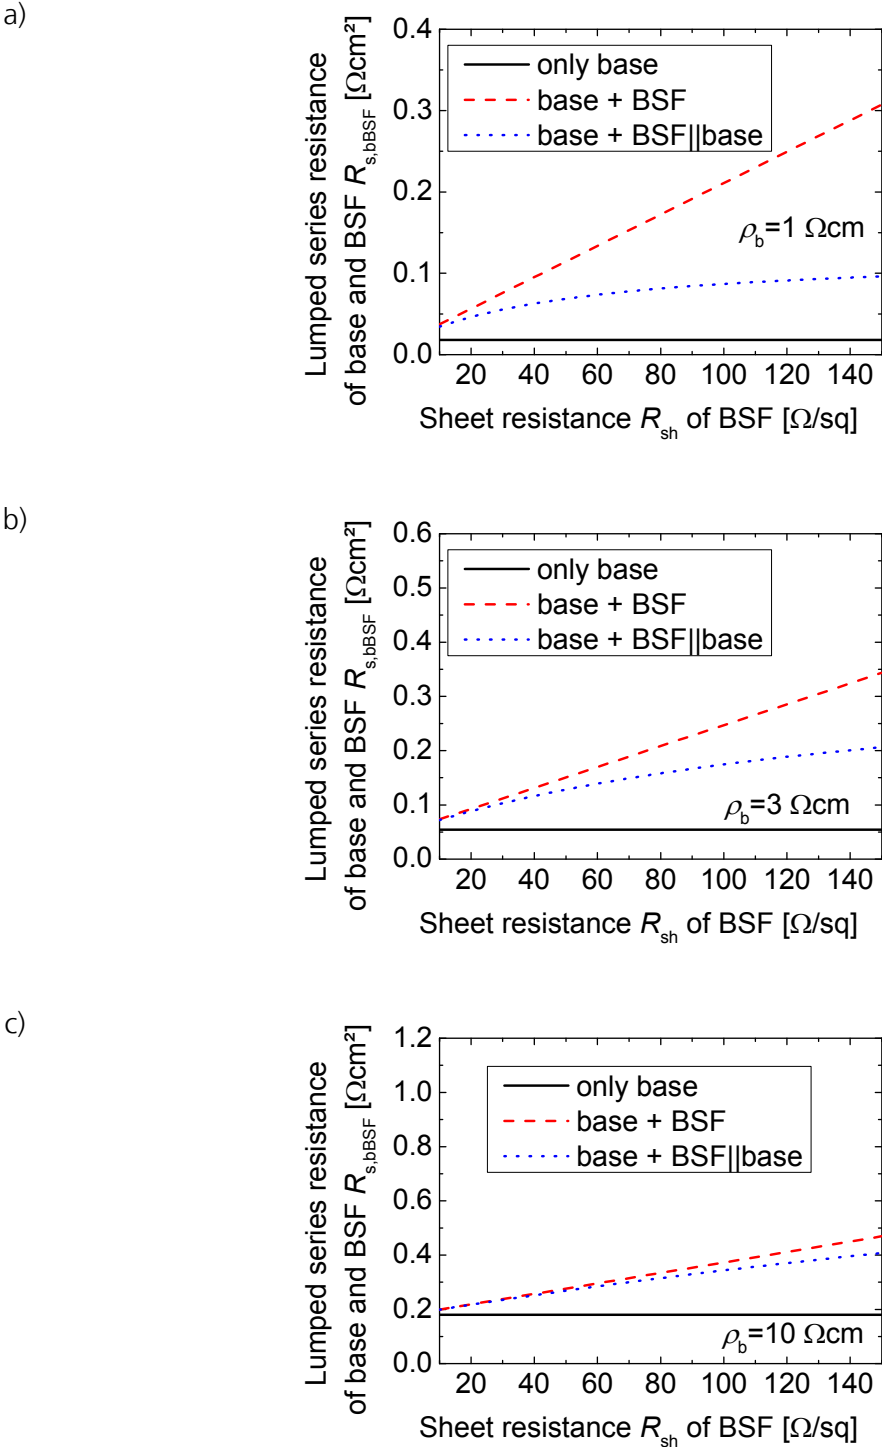 a)
Lumped series resistance
of base and BSF R_s,bBSF [Ωcm²]
0.4
0.3
0.2
0.1
0.0
only base
base + BSF
base + BSF||base
ρ_b=1 Ωcm
20 40 60 80 100 120 140
Sheet resistance R_sh of BSF [Ω/sq]
b)
Lumped series resistance
of base and BSF R_s,bBSF [Ωcm²]
0.6
0.5
0.4
0.3
0.2
0.1
0.0
only base
base + BSF
base + BSF||base
ρ_b=3 Ωcm
20 40 60 80 100 120 140
Sheet resistance R_sh of BSF [Ω/sq]
c)
Lumped series resistance
of base and BSF R_s,bBSF [Ωcm²]
1.2
1.0
0.8
0.6
0.4
0.2
0.0
only base
base + BSF
base + BSF||base
ρ_b=10 Ωcm
20 40 60 80 100 120 140
Sheet resistance R_sh of BSF [Ω/sq]